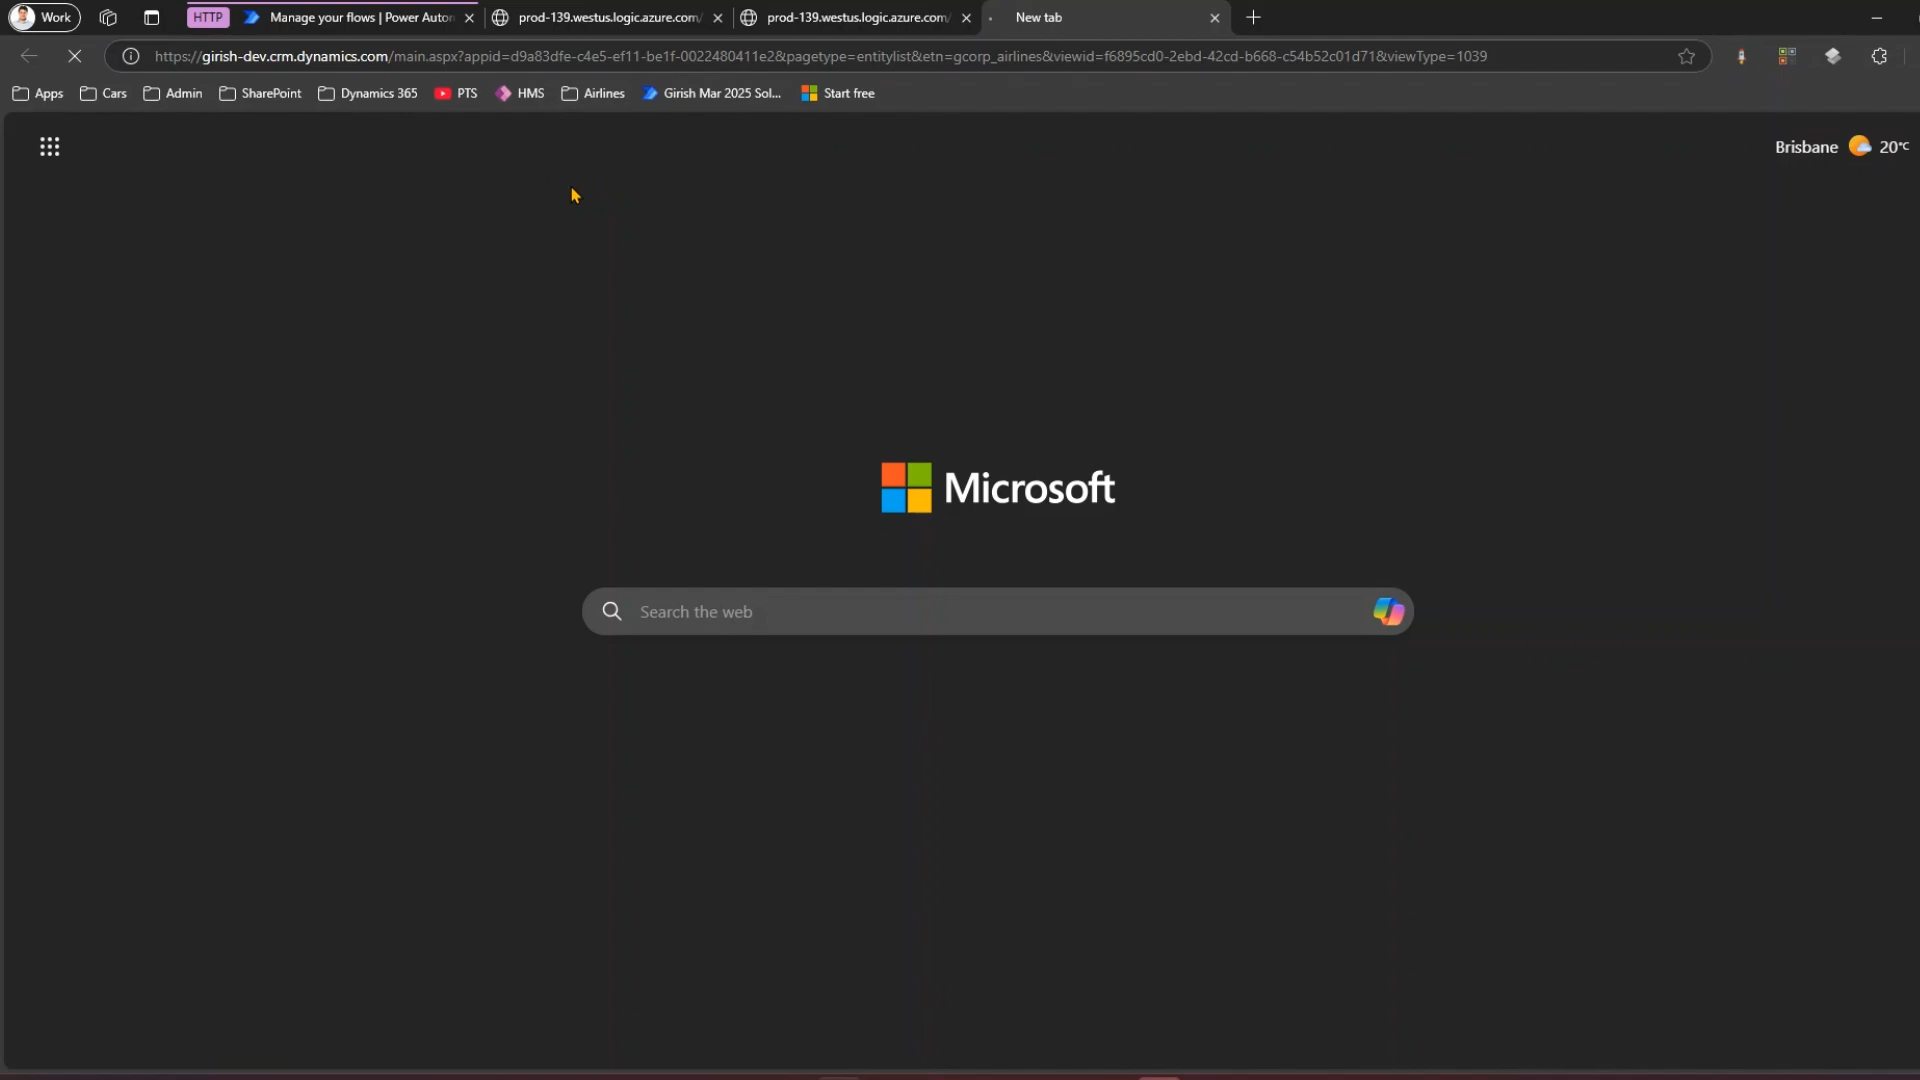 Work
HTTP
Manage your flows | Power Auton
prod-139.westus.logic.azure.com/
prod-139.westus.logic.azure.com/
New tab
https://girish-dev.crm.dynamics.com/main.aspx?appid=d9a83dfe-c4e5-ef11-be1f-0022480411e2&pagetype=entitylist&etn=gcorp_airlines&viewid=f6895cd0-2ebd-42cd-b668-c54b52c01d71&viewType=1039
Apps
Cars
Admin
SharePoint
Dynamics 365
PTS
HMS
Airlines
Girish Mar 2025 Sol...
Start free
Brisbane
20°C
Microsoft
Search the web